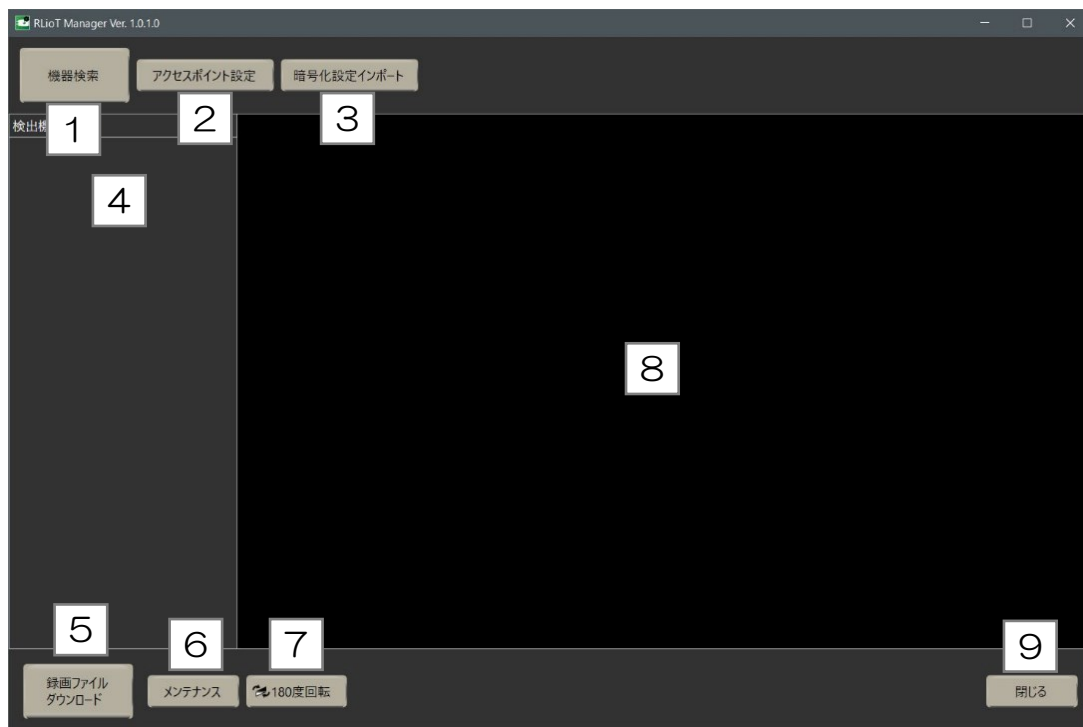 RLioT Manager Ver. 1.0.1.0
機器検索
アクセスポイント設定
暗号化設定インポート
1
2
3
検出機
4
8
5
6
7
9
録画ファイル
ダウンロード
メンテナンス
180度回転
閉じる